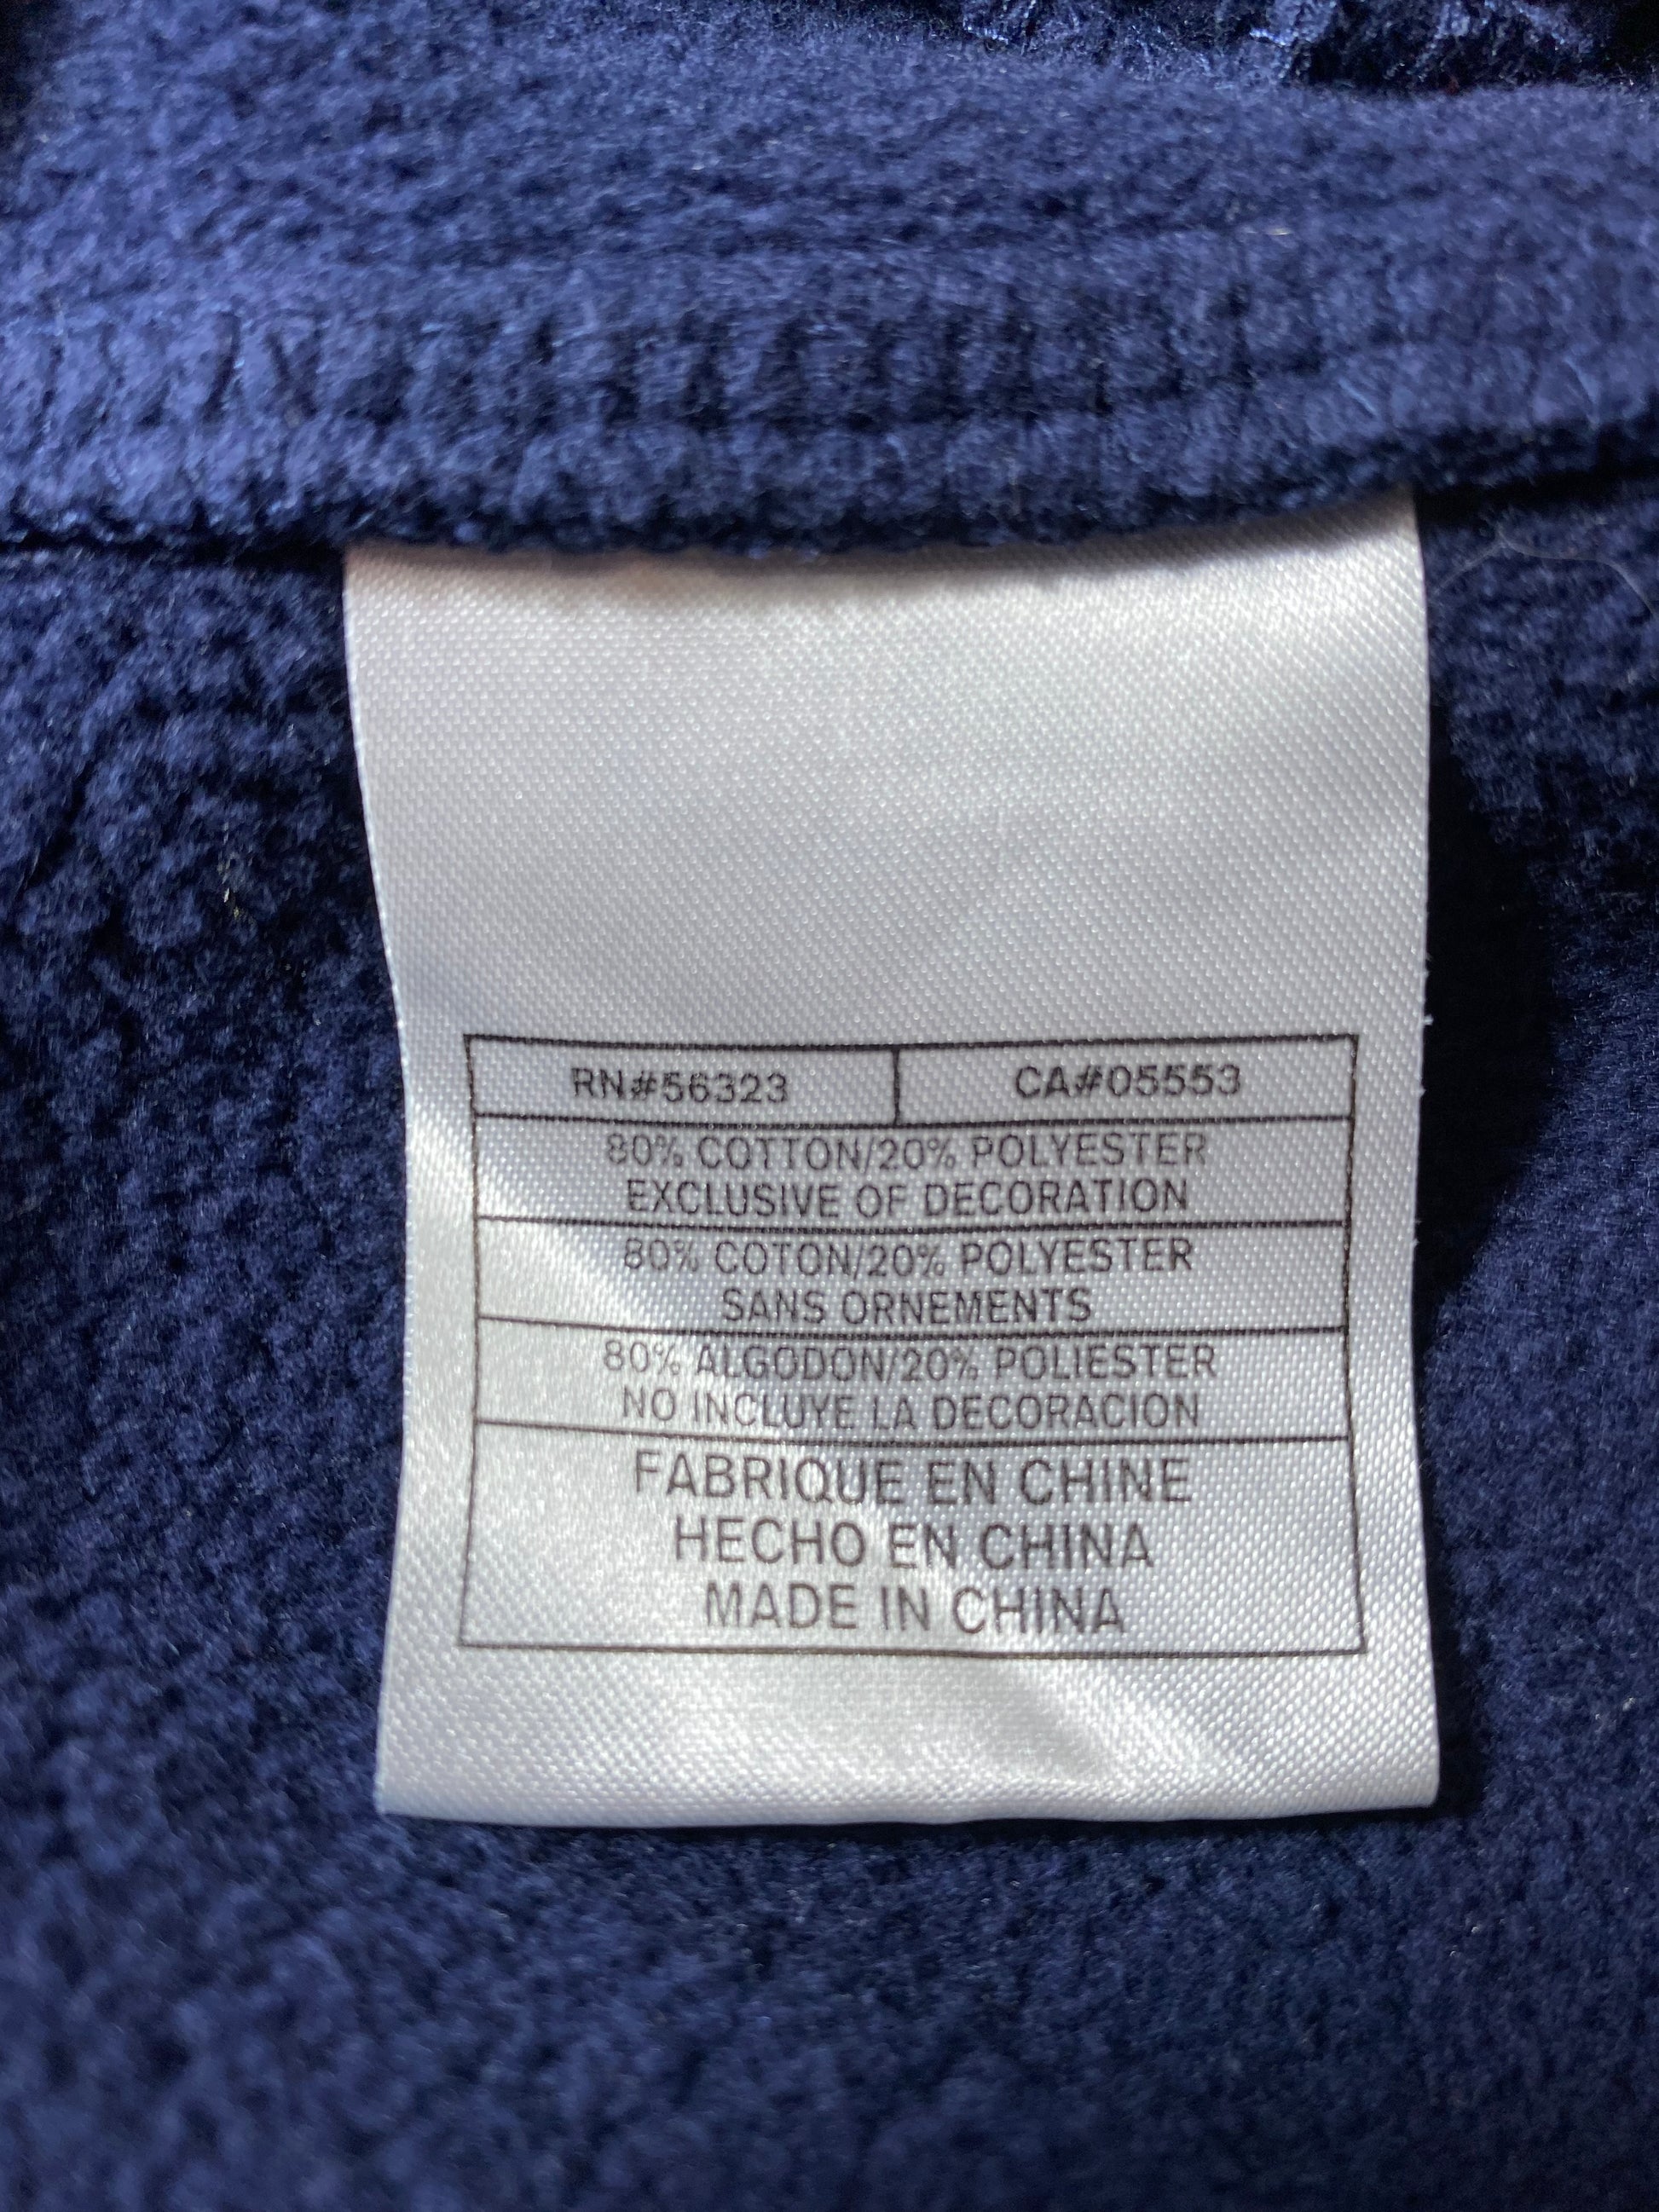 RN#56323 CA#05553
80% COTTON/20% POLYESTER
EXCLUSIVE OF DECORATION
80% COTON/20% POLYESTER
SANS ORNEMENTS
80% ALGODON/20% POLIESTER
NO INCLUYE LA DECORACION
FABRIQUE EN CHINE
HECHO EN CHINA
MADE IN CHINA